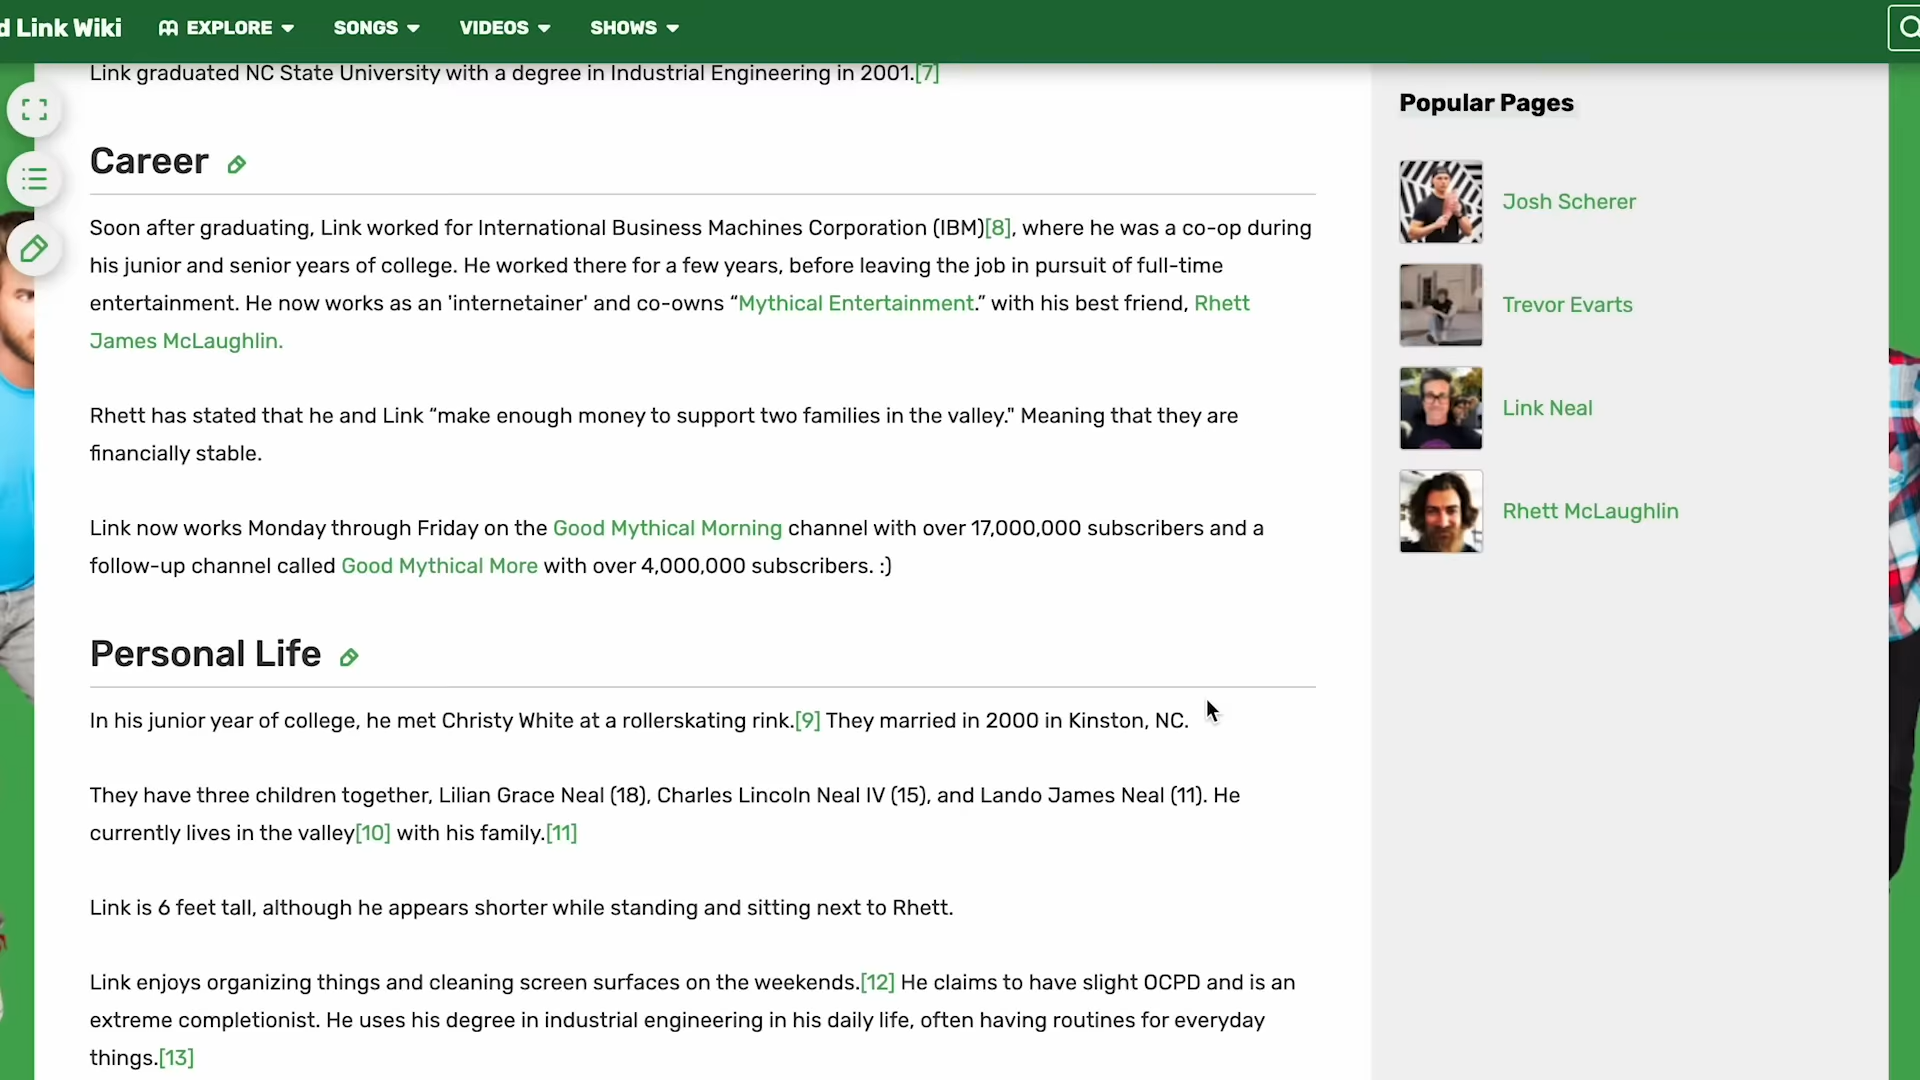 d Link Wiki EXPLORE SONGS VIDEOS SHOWS
Link graduated NC State University with a degree in Industrial Engineering in 2001.[7]
Career
Soon after graduating, Link worked for International Business Machines Corporation (IBM)[8], where he was a co-op during
his junior and senior years of college. He worked there for a few years, before leaving the job in pursuit of full-time
entertainment. He now works as an 'internetainer' and co-owns “Mythical Entertainment.” with his best friend, Rhett
James McLaughlin.
Rhett has stated that he and Link “make enough money to support two families in the valley." Meaning that they are
financially stable.
Link now works Monday through Friday on the Good Mythical Morning channel with over 17,000,000 subscribers and a
follow-up channel called Good Mythical More with over 4,000,000 subscribers. :)
Personal Life
In his junior year of college, he met Christy White at a rollerskating rink.[9] They married in 2000 in Kinston, NC.
They have three children together, Lilian Grace Neal (18), Charles Lincoln Neal IV (15), and Lando James Neal (11). He
currently lives in the valley[10] with his family.[11]
Link is 6 feet tall, although he appears shorter while standing and sitting next to Rhett.
Link enjoys organizing things and cleaning screen surfaces on the weekends.[12] He claims to have slight OCPD and is an
extreme completionist. He uses his degree in industrial engineering in his daily life, often having routines for everyday
things.[13]
Popular Pages
Josh Scherer
Trevor Evarts
Link Neal
Rhett McLaughlin